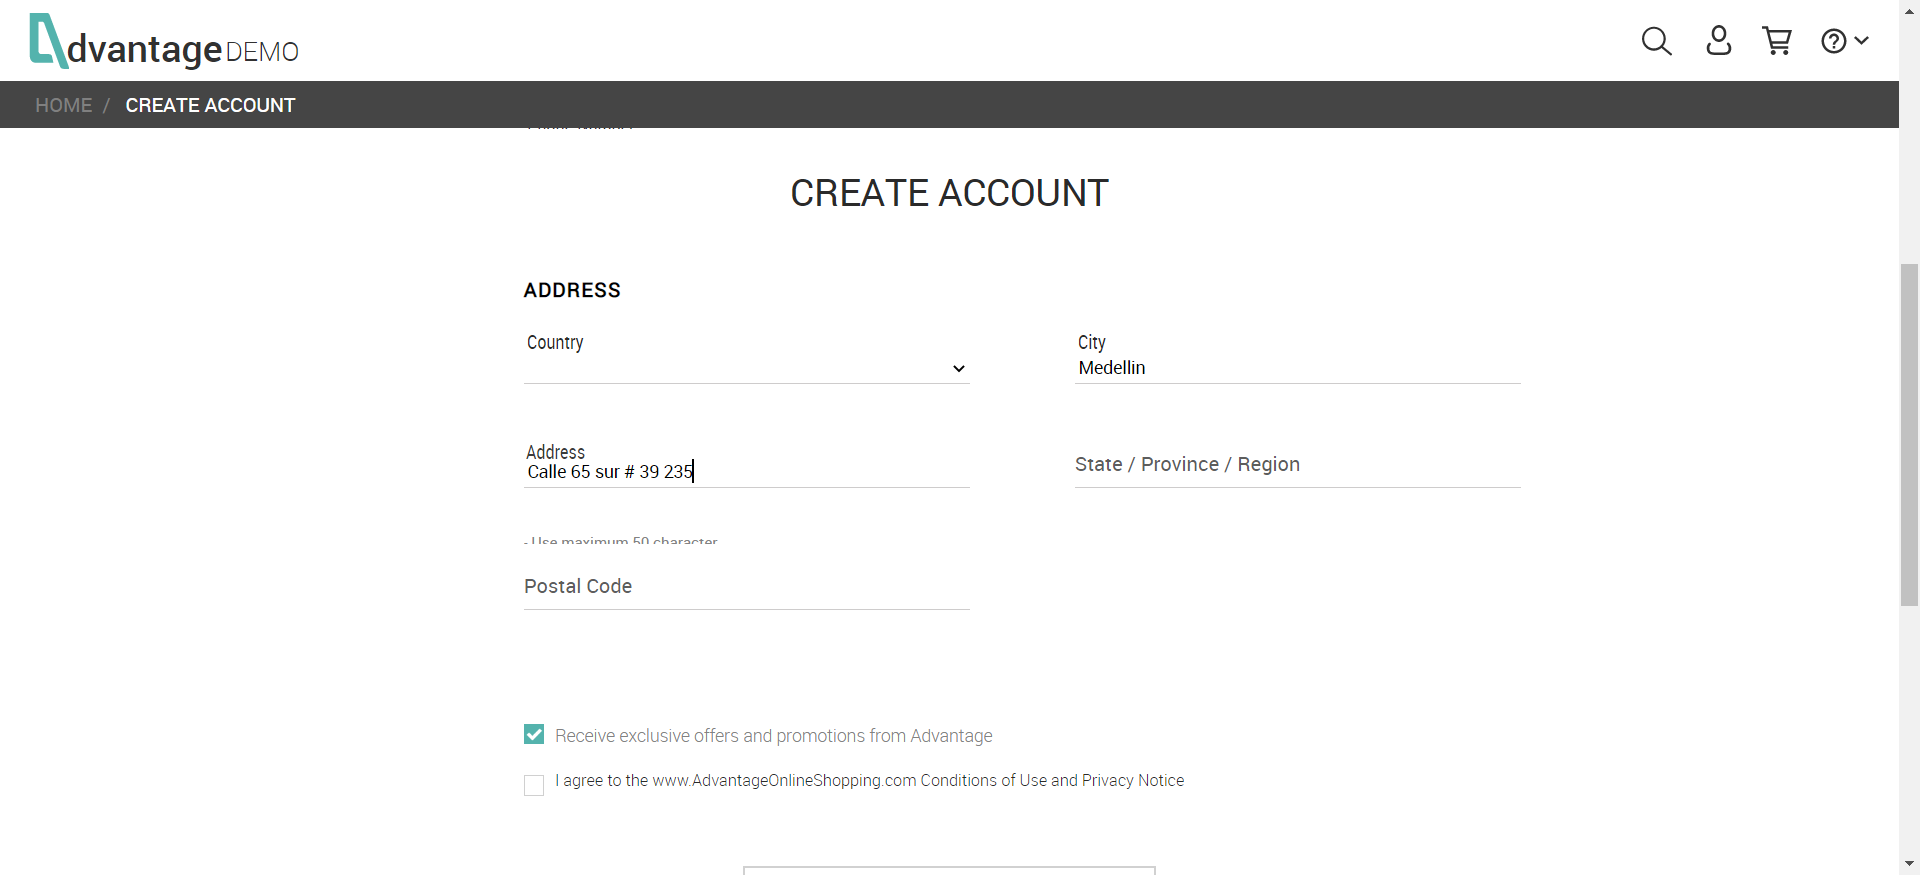 dvantage DEMO
HOME / CREATE ACCOUNT
Phone Number
CREATE ACCOUNT
ADDRESS
Country
City
Medellin
Address
Calle 65 sur # 39 235
State / Province / Region
- Use maximum 50 character
Postal Code
Receive exclusive offers and promotions from Advantage
I agree to the www.AdvantageOnlineShopping.com Conditions of Use and Privacy Notice